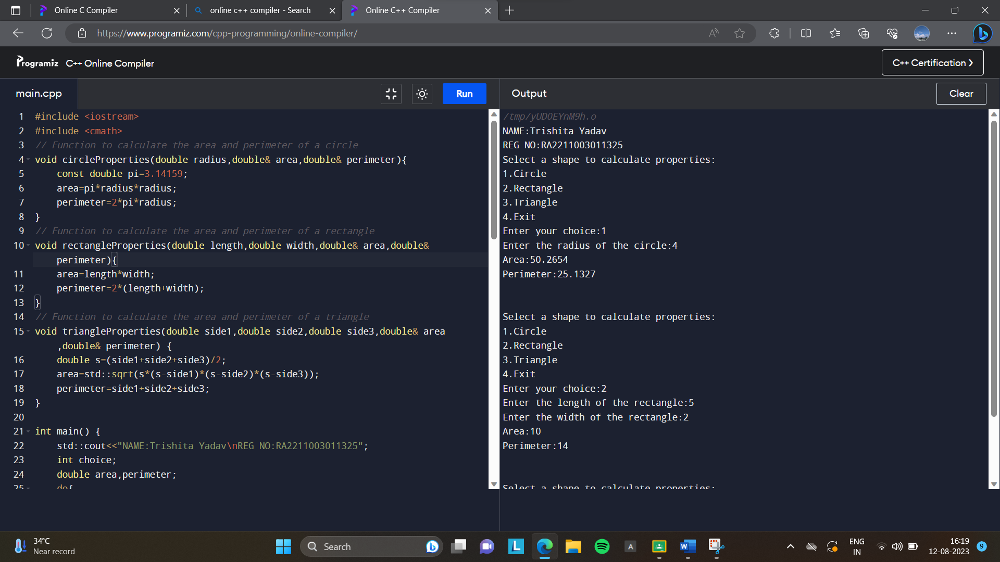 Online C Compiler
online c++ compiler - Search
Online C++ Compiler
https://www.programiz.com/cpp-programming/online-compiler/
Programiz C++ Online Compiler
C++ Certification >
main.cpp
Run
Output
Clear
1 #include <iostream>
2 #include <cmath>
3 // Function to calculate the area and perimeter of a circle
4 void circleProperties(double radius,double& area,double& perimeter){
5 const double pi=3.14159;
6 area=pi*radius*radius;
7 perimeter=2*pi*radius;
8 }
9 // Function to calculate the area and perimeter of a rectangle
10 void rectangleProperties(double length,double width,double& area,double&
perimeter){
11 area=length*width;
12 perimeter=2*(length+width);
13 }
14 // Function to calculate the area and perimeter of a triangle
15 void triangleProperties(double side1,double side2,double side3,double& area
,double& perimeter) {
16 double s=(side1+side2+side3)/2;
17 area=std::sqrt(s*(s-side1)*(s-side2)*(s-side3));
18 perimeter=side1+side2+side3;
19 }
20
21 int main() {
22 std::cout<<"NAME:Trishita Yadav\nREG NO:RA2211003011325";
23 int choice;
24 double area,perimeter;
25 do{
/tmp/yUDOEYnM9h.o
NAME:Trishita Yadav
REG NO:RA2211003011325
Select a shape to calculate properties:
1.Circle
2.Rectangle
3.Triangle
4.Exit
Enter your choice:1
Enter the radius of the circle:4
Area:50.2654
Perimeter:25.1327
Select a shape to calculate properties:
1.Circle
2.Rectangle
3.Triangle
4.Exit
Enter your choice:2
Enter the length of the rectangle:5
Enter the width of the rectangle:2
Area:10
Perimeter:14
Select a shape to calculate properties:
34°C
Near record
Search
ENG
IN
16:19
12-08-2023
9